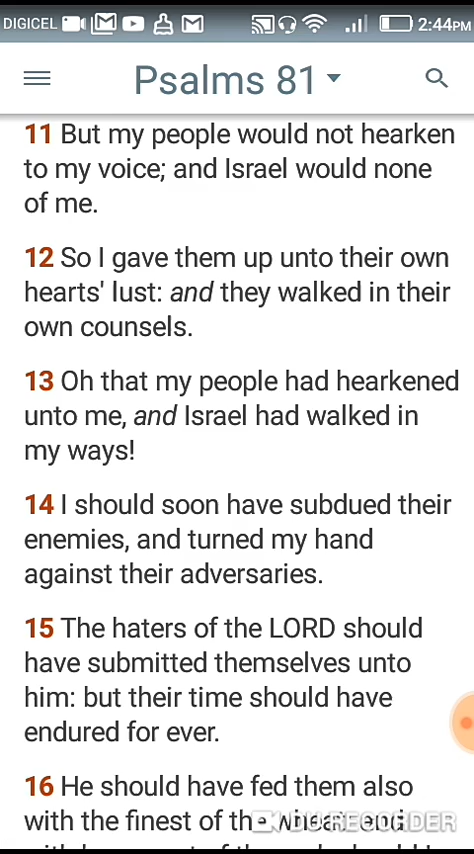 DIGICEL 2:44PM
Psalms 81
11 But my people would not hearken
to my voice; and Israel would none
of me.
12 So I gave them up unto their own
hearts' lust: and they walked in their
own counsels.
13 Oh that my people had hearkened
unto me, and Israel had walked in
my ways!
14 I should soon have subdued their
enemies, and turned my hand
against their adversaries.
15 The haters of the LORD should
have submitted themselves unto
him: but their time should have
endured for ever.
16 He should have fed them also
with the finest of the wheat: and
DU RECORDER